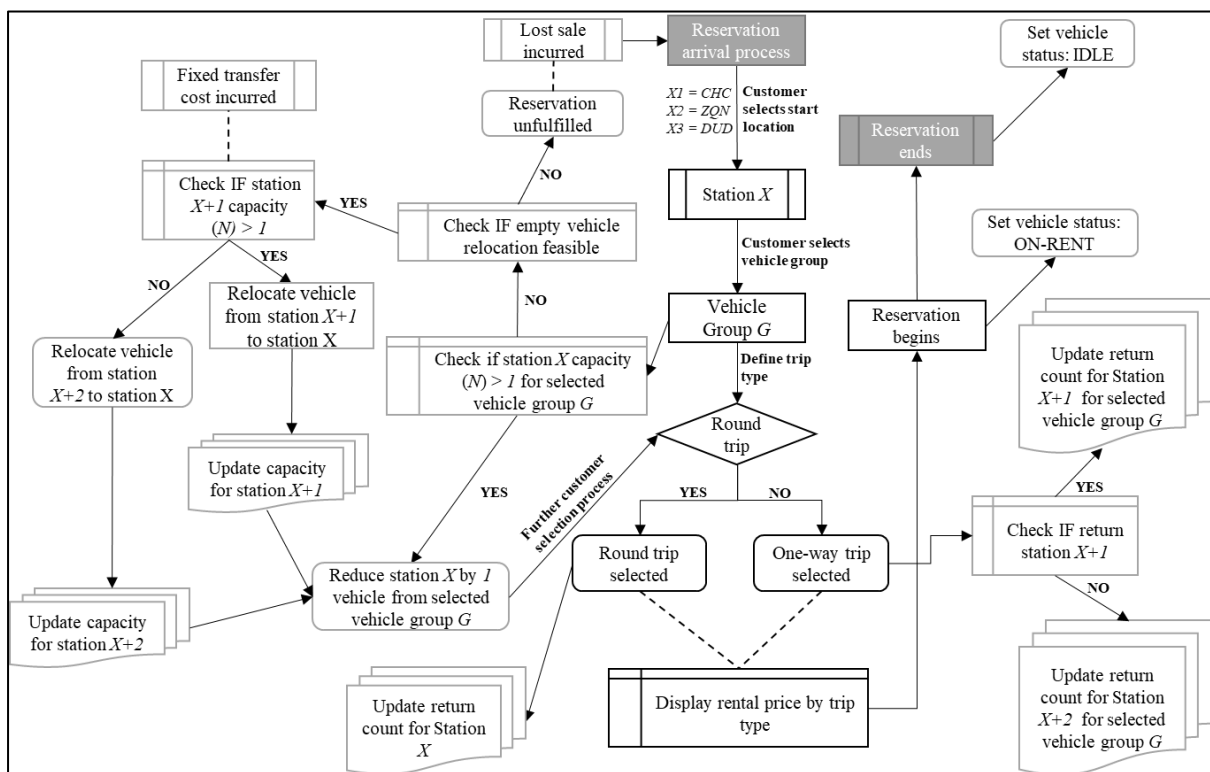 Lost sale
incurred
Reservation
arrival process
Set vehicle
status: IDLE
Fixed transfer
cost incurred
X1 = CHC
X2 = ZQN
X3 = DUD
Customer
selects start
location
Reservation
unfulfilled
Reservation
ends
NO
Check IF station
X+1 capacity
(N) > 1
YES
Check IF empty vehicle
relocation feasible
Station X
Set vehicle status:
ON-RENT
Customer selects
vehicle group
NO
YES
NO
Relocate vehicle
from station X+1
to station X
Vehicle
Group G
Reservation
begins
Relocate vehicle
from station
X+2 to station X
Check if station X capacity
(N) > 1 for selected
vehicle group G
Define trip
type
Update return
count for Station
X+1 for selected
vehicle group G
Round
trip
Update capacity
for station X+1
YES
Further customer
selection process
YES
NO
YES
Round trip
selected
One-way trip
selected
Check IF return
station X+1
Reduce station X by 1
vehicle from selected
vehicle group G
NO
Update capacity
for station X+2
Update return
count for Station
X
Display rental price by trip
type
Update return
count for Station
X+2 for selected
vehicle group G